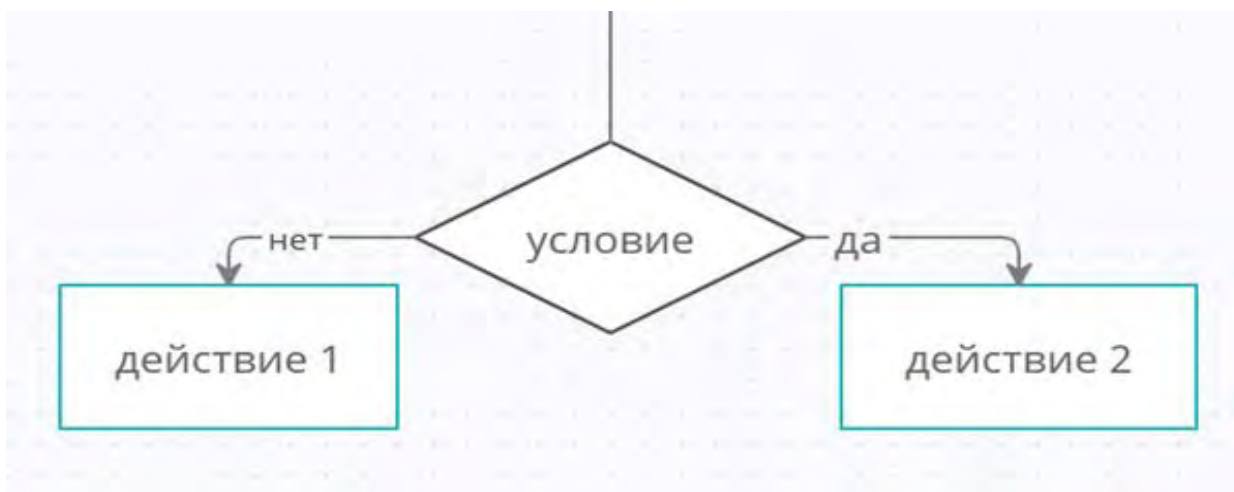 условие
нет
да
действие 1
действие 2